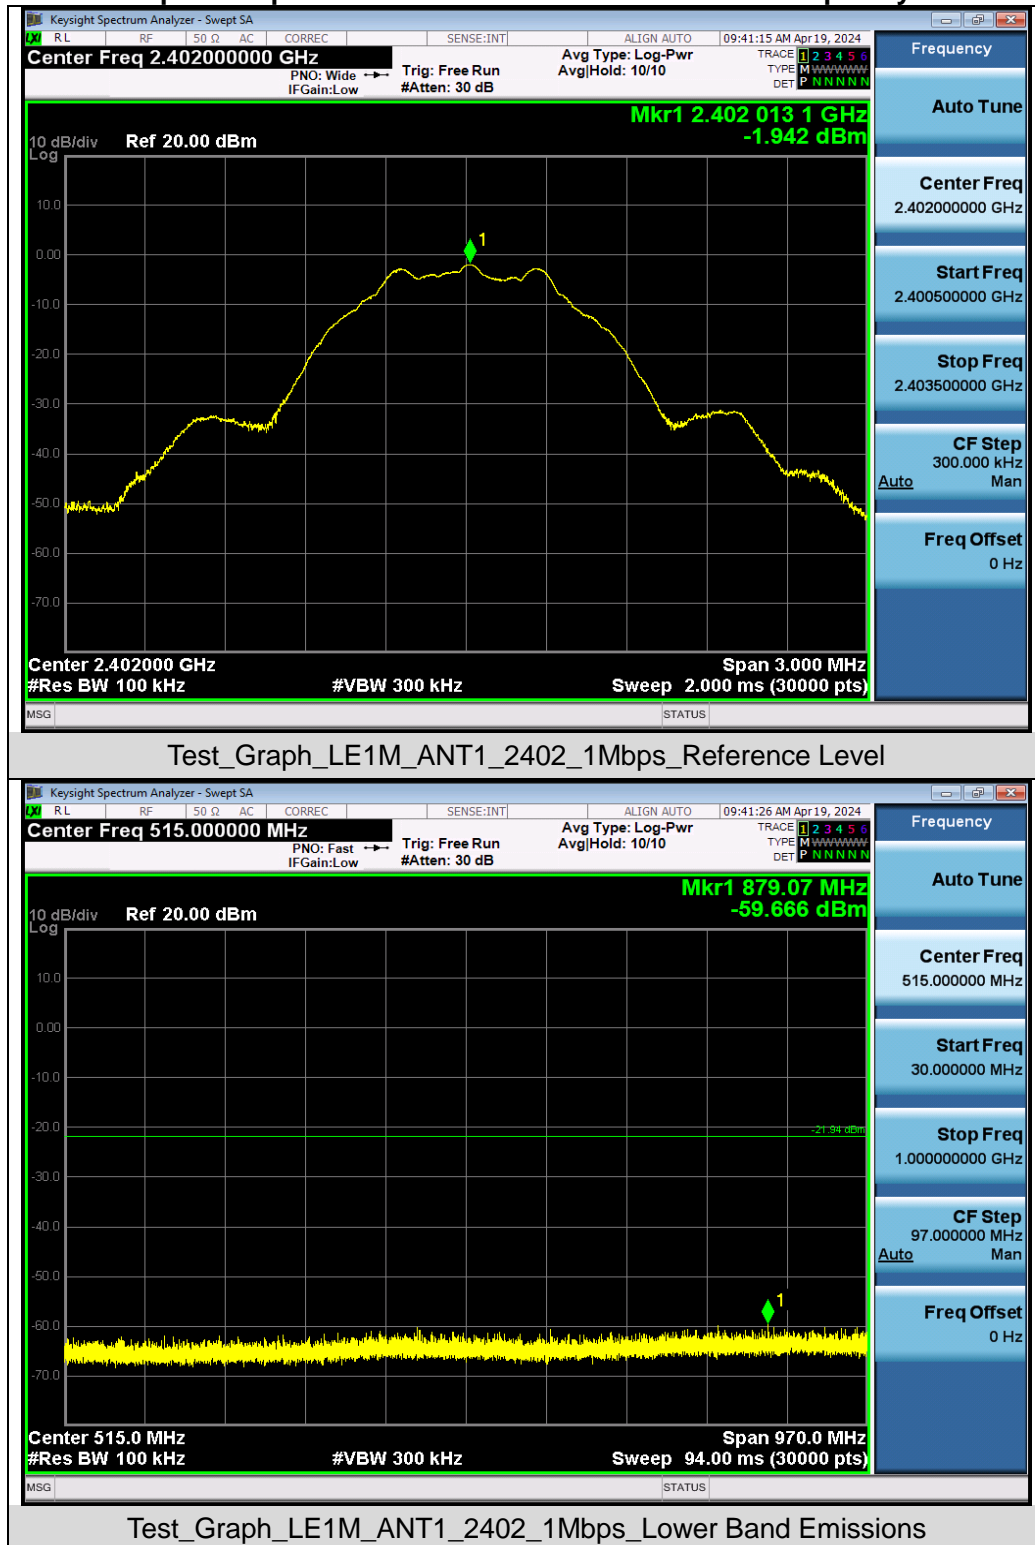 Keysight Spectrum Analyzer - Swept SA
RL RF 50 Ω AC CORREC SENSE:INT ALIGN AUTO 09:41:15 AM Apr 19, 2024
Center Freq 2.402000000 GHz
PNO: Wide
IFGain:Low
Trig: Free Run
#Atten: 30 dB
Avg Type: Log-Pwr
Avg|Hold: 10/10
TRACE 1 2 3 4 5 6
TYPE M WWWWW
DET P N N N N N
Mkr1 2.402 013 1 GHz
-1.942 dBm
10 dB/div Ref 20.00 dBm
Log
10.0
0.00
-10.0
-20.0
-30.0
-40.0
-50.0
-60.0
-70.0
1
Center 2.402000 GHz Span 3.000 MHz
#Res BW 100 kHz #VBW 300 kHz Sweep 2.000 ms (30000 pts)
MSG STATUS
Frequency
Auto Tune
Center Freq
2.402000000 GHz
Start Freq
2.400500000 GHz
Stop Freq
2.403500000 GHz
CF Step
300.000 kHz
Auto Man
Freq Offset
0 Hz
Test_Graph_LE1M_ANT1_2402_1Mbps_Reference Level
Keysight Spectrum Analyzer - Swept SA
RL RF 50 Ω AC CORREC SENSE:INT ALIGN AUTO 09:41:26 AM Apr 19, 2024
Center Freq 515.000000 MHz
PNO: Fast
IFGain:Low
Trig: Free Run
#Atten: 30 dB
Avg Type: Log-Pwr
Avg|Hold: 10/10
TRACE 1 2 3 4 5 6
TYPE M WWWWW
DET P N N N N N
Mkr1 879.07 MHz
-59.666 dBm
10 dB/div Ref 20.00 dBm
Log
10.0
0.00
-10.0
-20.0
-30.0
-40.0
-50.0
-60.0
-70.0
-21.94 dBm
1
Center 515.0 MHz Span 970.0 MHz
#Res BW 100 kHz #VBW 300 kHz Sweep 94.00 ms (30000 pts)
MSG STATUS
Frequency
Auto Tune
Center Freq
515.000000 MHz
Start Freq
30.000000 MHz
Stop Freq
1.000000000 GHz
CF Step
97.000000 MHz
Auto Man
Freq Offset
0 Hz
Test_Graph_LE1M_ANT1_2402_1Mbps_Lower Band Emissions